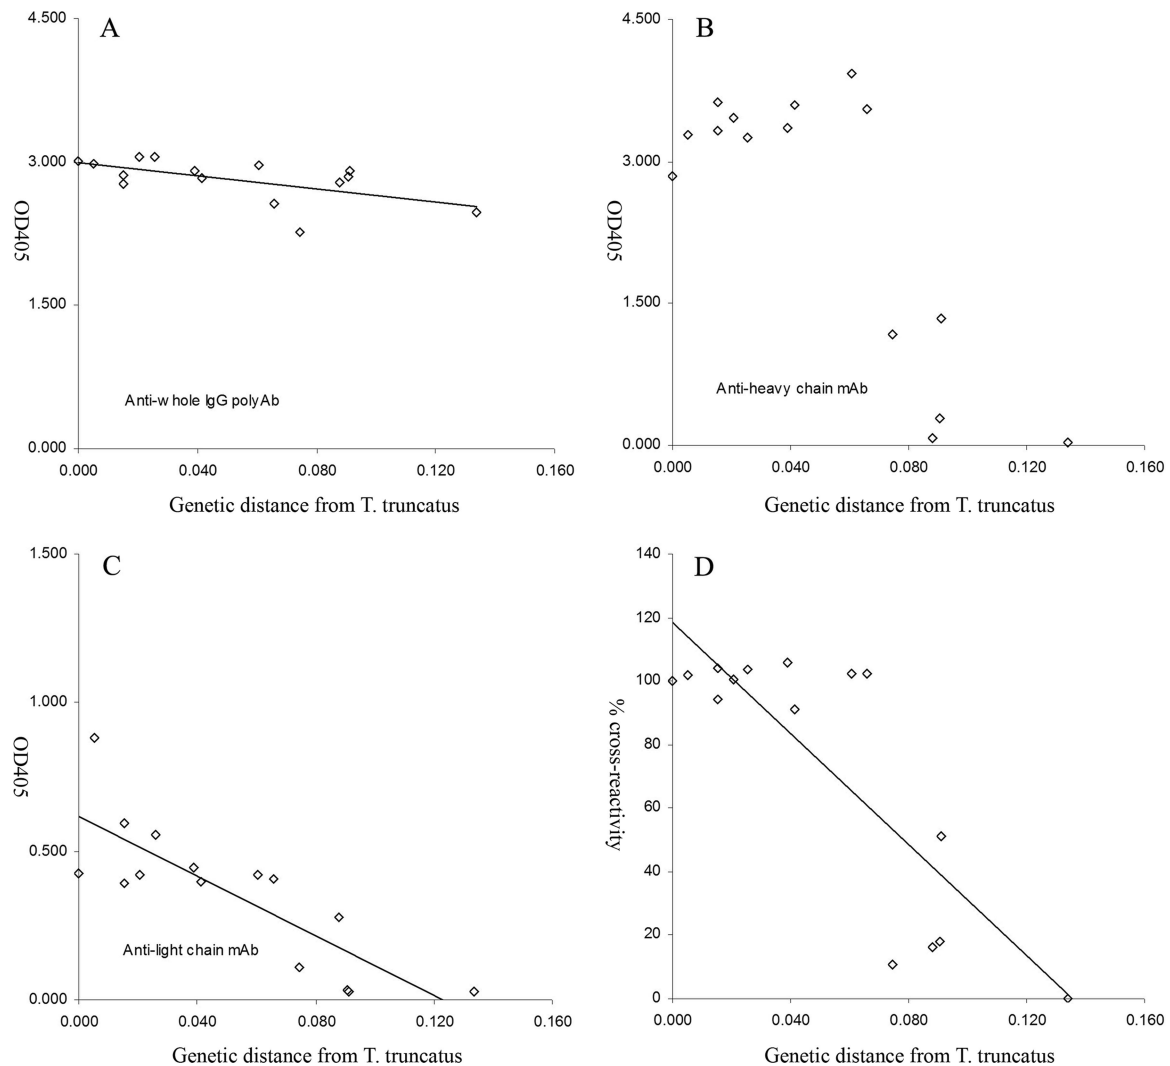 A
4.500
3.000
1.500
0.000
OD405
Anti-w hole IgG polyAb
0.000 0.040 0.080 0.120 0.160
Genetic distance from T. truncatus
B
4.500
3.000
1.500
0.000
OD405
Anti-heavy chain mAb
0.000 0.040 0.080 0.120 0.160
Genetic distance from T. truncatus
C
1.500
1.000
0.500
0.000
OD405
Anti-light chain mAb
0.000 0.040 0.080 0.120 0.160
Genetic distance from T. truncatus
D
140
120
100
80
60
40
20
0
% cross-reactivity
0.000 0.040 0.080 0.120 0.160
Genetic distance from T. truncatus